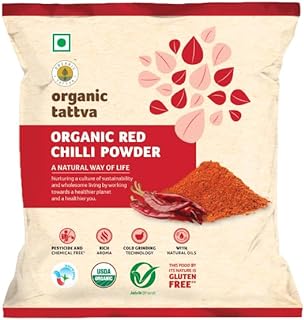 organic
tattva
ORGANIC RED
CHILLI POWDER
A NATURAL WAY OF LIFE
Nurturing a culture of sustainability
and wholesome living by working
towards a healthier planet
and a healthier you.
PESTICIDE AND
CHEMICAL FREE*
RICH
AROMA
COLD GRINDING
TECHNOLOGY
WITH
NATURAL OILS
USDA
ORGANIC
Jaivik Bharat
THIS FOOD BY
ITS NATURE IS
GLUTEN
FREE**